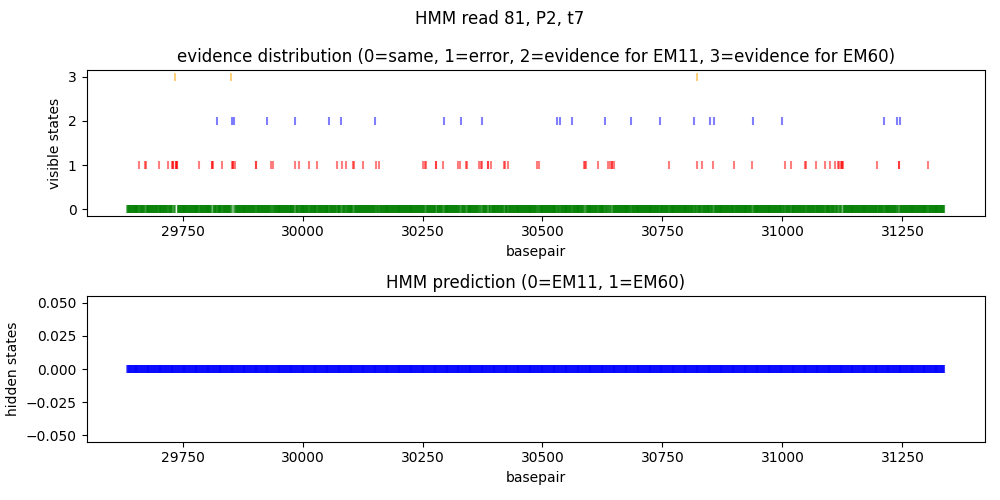 HMM read 81, P2, t7
evidence distribution (0=same, 1=error, 2=evidence for EM11, 3=evidence for EM60)
visible states
3
2
1
0
29750 30000 30250 30500 30750 31000 31250
basepair
HMM prediction (0=EM11, 1=EM60)
hidden states
0.050
0.025
0.000
−0.025
−0.050
29750 30000 30250 30500 30750 31000 31250
basepair